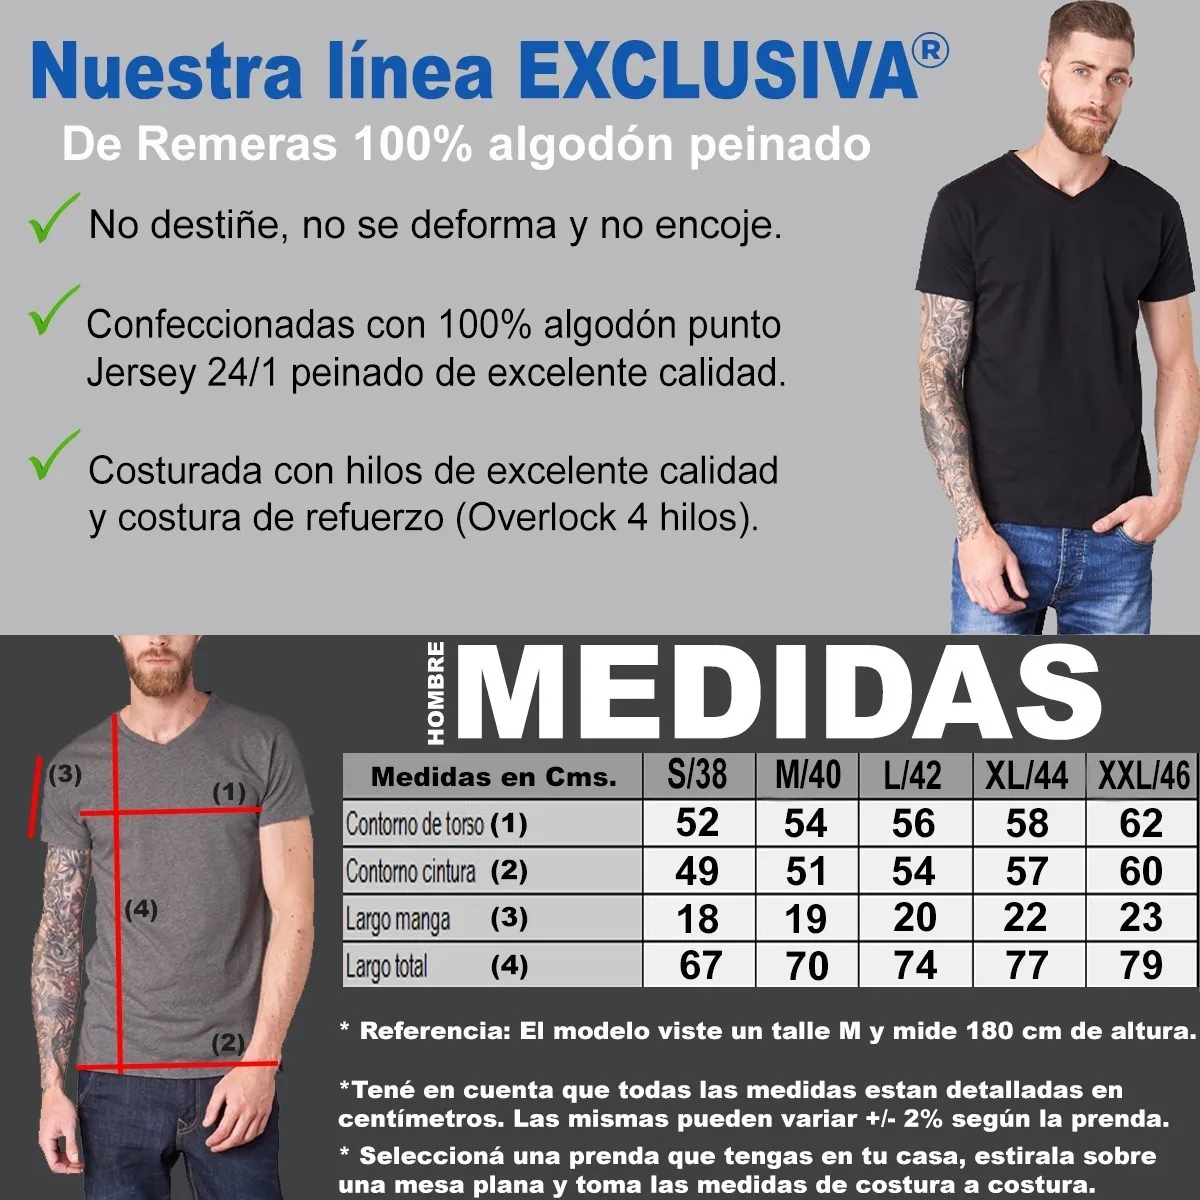 Nuestra línea EXCLUSIVA®
De Remeras 100% algodón peinado
No destiñe, no se deforma y no encoje.
Confeccionadas con 100% algodón punto
Jersey 24/1 peinado de excelente calidad.
Costurada con hilos de excelente calidad
y costura de refuerzo (Overlock 4 hilos).
HOMBRE MEDIDAS
Medidas en Cms. S/38 M/40 L/42 XL/44 XXL/46
Contorno de torso (1) 52 54 56 58 62
Contorno cintura (2) 49 51 54 57 60
Largo manga (3) 18 19 20 22 23
Largo total (4) 67 70 74 77 79
(3)
(1)
(4)
(2)
* Referencia: El modelo viste un talle M y mide 180 cm de altura.
*Tené en cuenta que todas las medidas estan detalladas en
centímetros. Las mismas pueden variar +/- 2% según la prenda.
* Seleccioná una prenda que tengas en tu casa, estirala sobre
una mesa plana y toma las medidas de costura a costura.